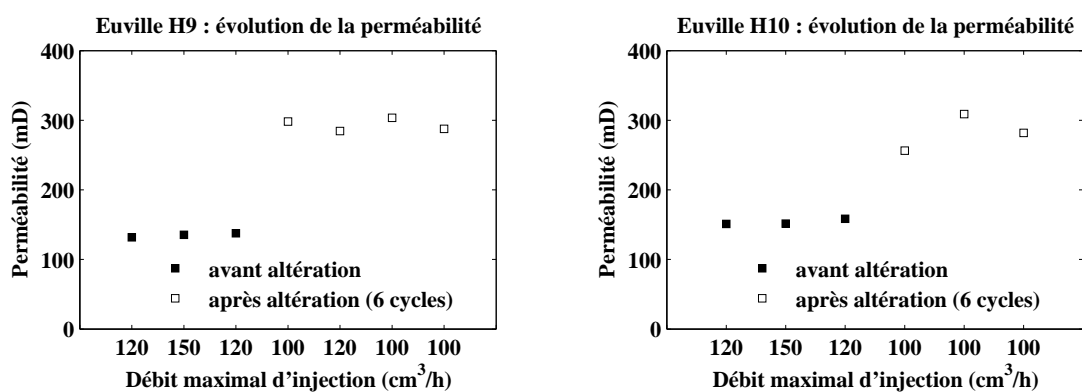 Euville H9 : évolution de la perméabilité
400
300
200
100
0
Perméabilité (mD)
avant altération
après altération (6 cycles)
120 150 120 100 120 100 100
Débit maximal d'injection (cm³/h)
Euville H10 : évolution de la perméabilité
400
300
200
100
0
Perméabilité (mD)
avant altération
après altération (6 cycles)
120 150 120 100 100 100
Débit maximal d'injection (cm³/h)